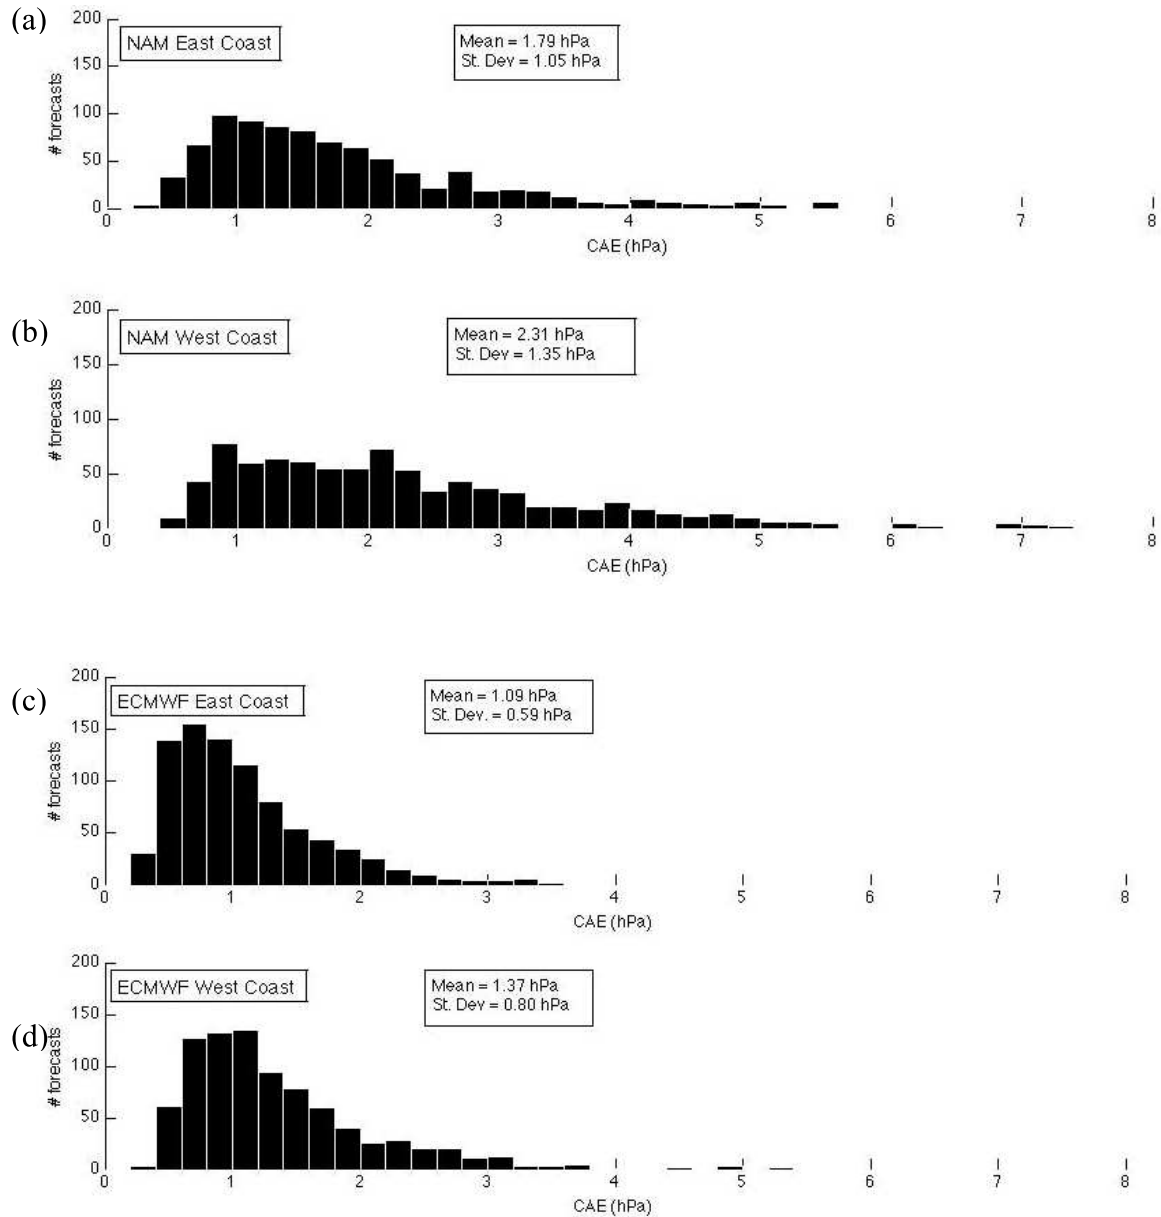 (a)
200
150
100
50
0
# forecasts
NAM East Coast
Mean = 1.79 hPa
St. Dev = 1.05 hPa
0 1 2 3 4 5 6 7 8
CAE (hPa)
(b)
200
150
100
50
0
# forecasts
NAM West Coast
Mean = 2.31 hPa
St. Dev = 1.35 hPa
0 1 2 3 4 5 6 7 8
CAE (hPa)
(c)
200
150
100
50
0
# forecasts
ECMWF East Coast
Mean = 1.09 hPa
St. Dev. = 0.59 hPa
0 1 2 3 4 5 6 7 8
CAE (hPa)
(d)
200
150
100
50
0
# forecasts
ECMWF West Coast
Mean = 1.37 hPa
St. Dev = 0.80 hPa
0 1 2 3 4 5 6 7 8
CAE (hPa)